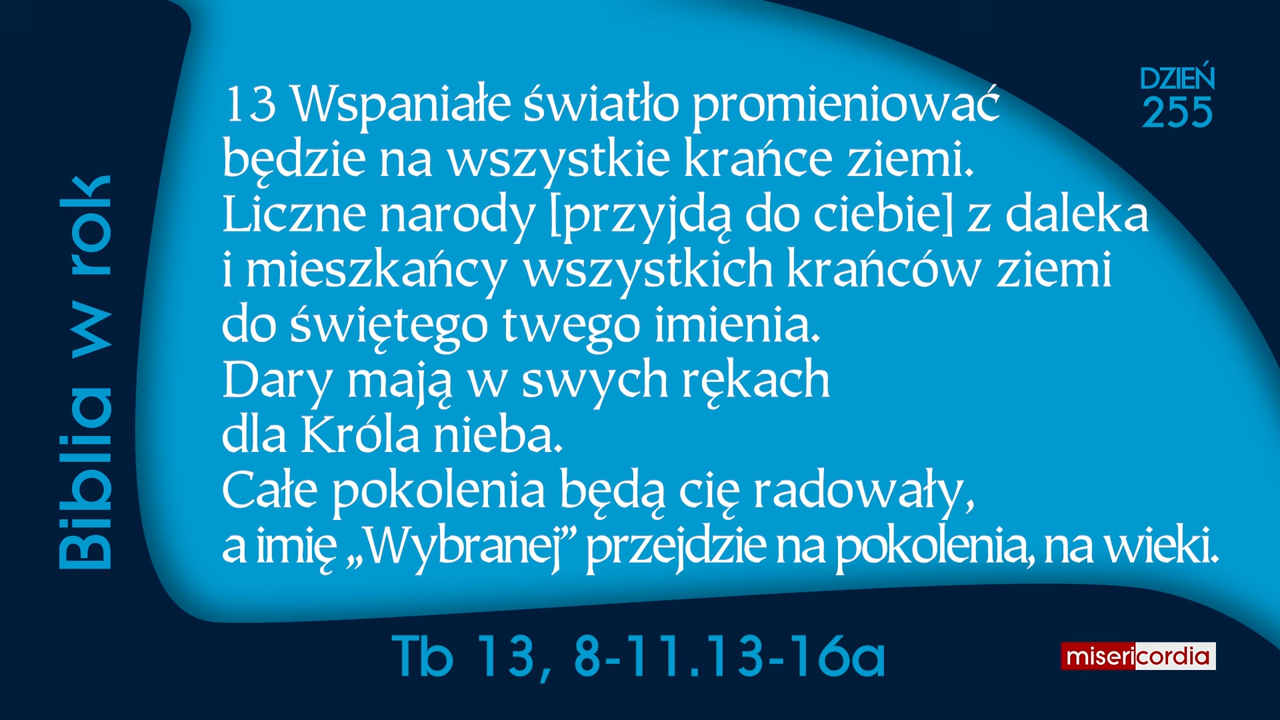 DZIEŃ
255
13 Wspaniałe światło promieniować
będzie na wszystkie krańce ziemi.
Liczne narody [przyjdą do ciebie] z daleka
i mieszkańcy wszystkich krańców ziemi
do świętego twego imienia.
Dary mają w swych rękach
dla Króla nieba.
Całe pokolenia będą cię radowały,
a imię „Wybranej” przejdzie na pokolenia, na wieki.
Biblia w rok
Tb 13, 8-11.13-16a
misericordia